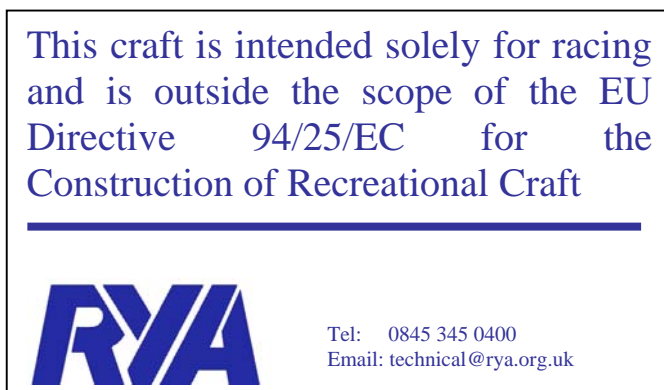 This craft is intended solely for racing
and is outside the scope of the EU
Directive 94/25/EC for the
Construction of Recreational Craft
RYA
Tel: 0845 345 0400
Email: technical@rya.org.uk